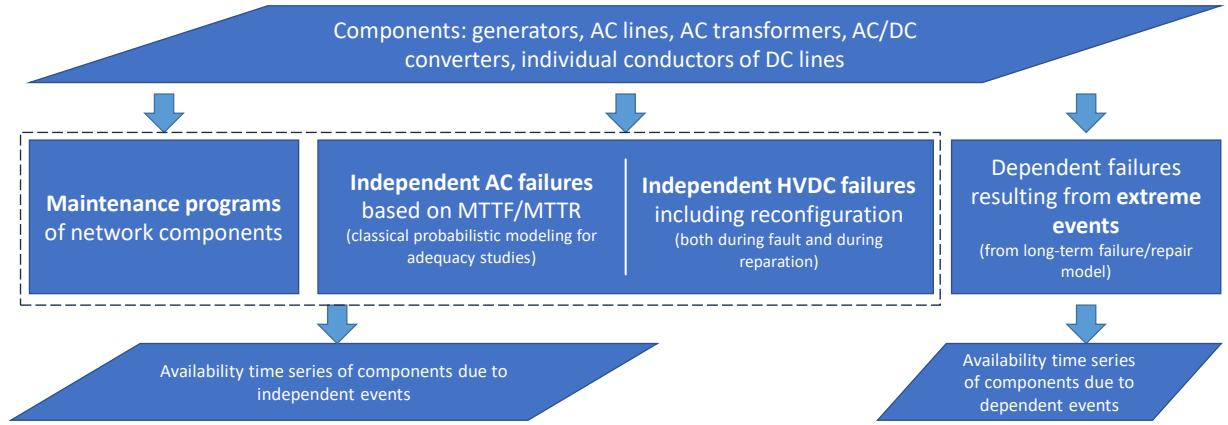 Components: generators, AC lines, AC transformers, AC/DC
converters, individual conductors of DC lines
Maintenance programs
of network components
Independent AC failures
based on MTTF/MTTR
(classical probabilistic modeling for
adequacy studies)
Independent HVDC failures
including reconfiguration
(both during fault and during
reparation)
Dependent failures
resulting from extreme
events
(from long-term failure/repair
model)
Availability time series of components due to
independent events
Availability time series
of components due to
dependent events